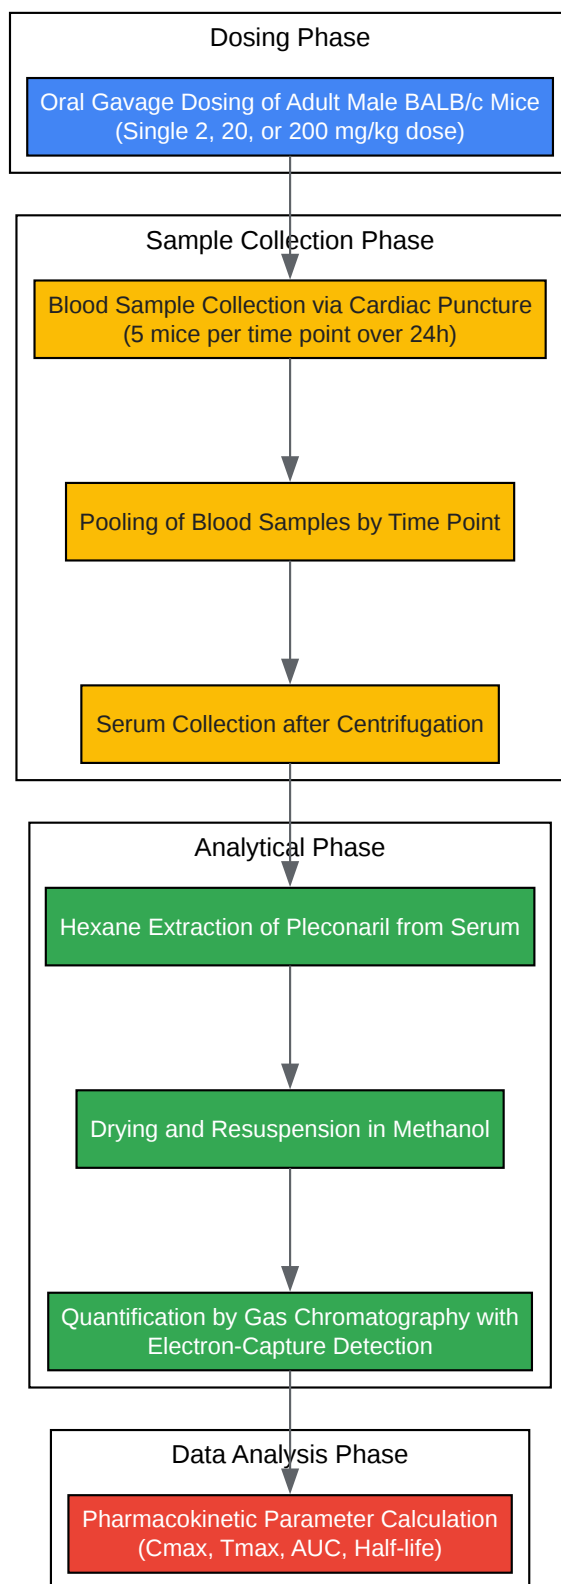 Dosing Phase
Oral Gavage Dosing of Adult Male BALB/c Mice
(Single 2, 20, or 200 mg/kg dose)
Sample Collection Phase
Blood Sample Collection via Cardiac Puncture
(5 mice per time point over 24h)
Pooling of Blood Samples by Time Point
Serum Collection after Centrifugation
Analytical Phase
Hexane Extraction of Pleconaril from Serum
Drying and Resuspension in Methanol
Quantification by Gas Chromatography with
Electron-Capture Detection
Data Analysis Phase
Pharmacokinetic Parameter Calculation
(Cmax, Tmax, AUC, Half-life)